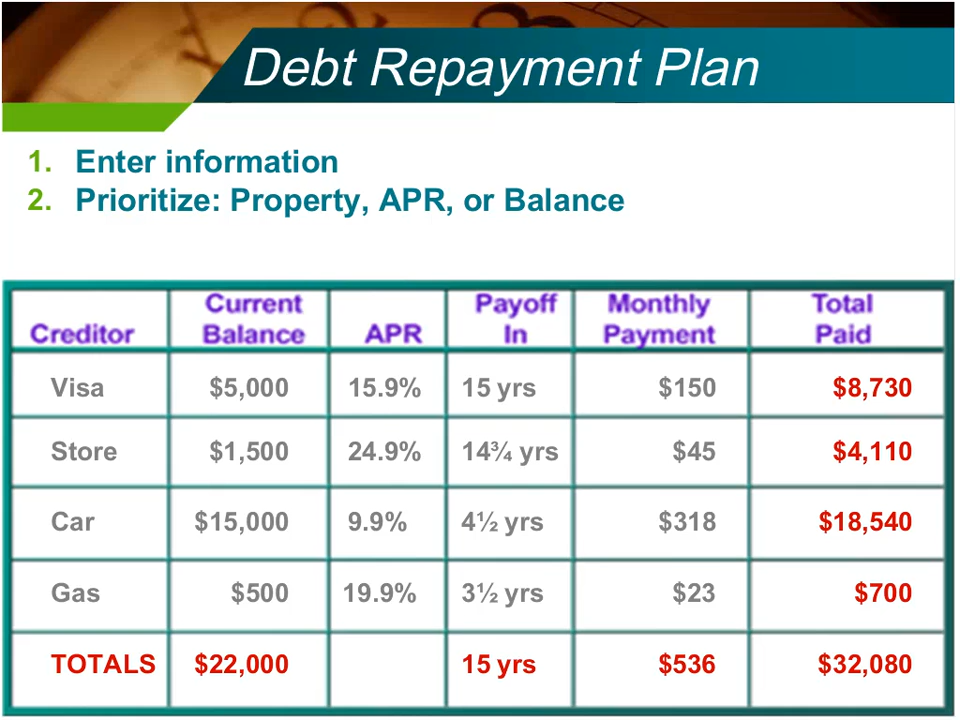 Debt Repayment Plan
1. Enter information
2. Prioritize: Property, APR, or Balance
Creditor Current Balance APR Payoff In Monthly Payment Total Paid
Visa $5,000 15.9% 15 yrs $150 $8,730
Store $1,500 24.9% 14¾ yrs $45 $4,110
Car $15,000 9.9% 4½ yrs $318 $18,540
Gas $500 19.9% 3½ yrs $23 $700
TOTALS $22,000 15 yrs $536 $32,080